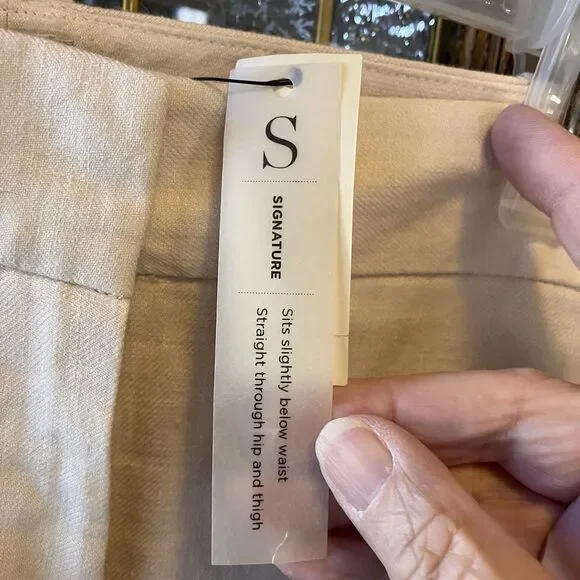 S
SIGNATURE
Sits slightly below waist
Straight through hip and thigh